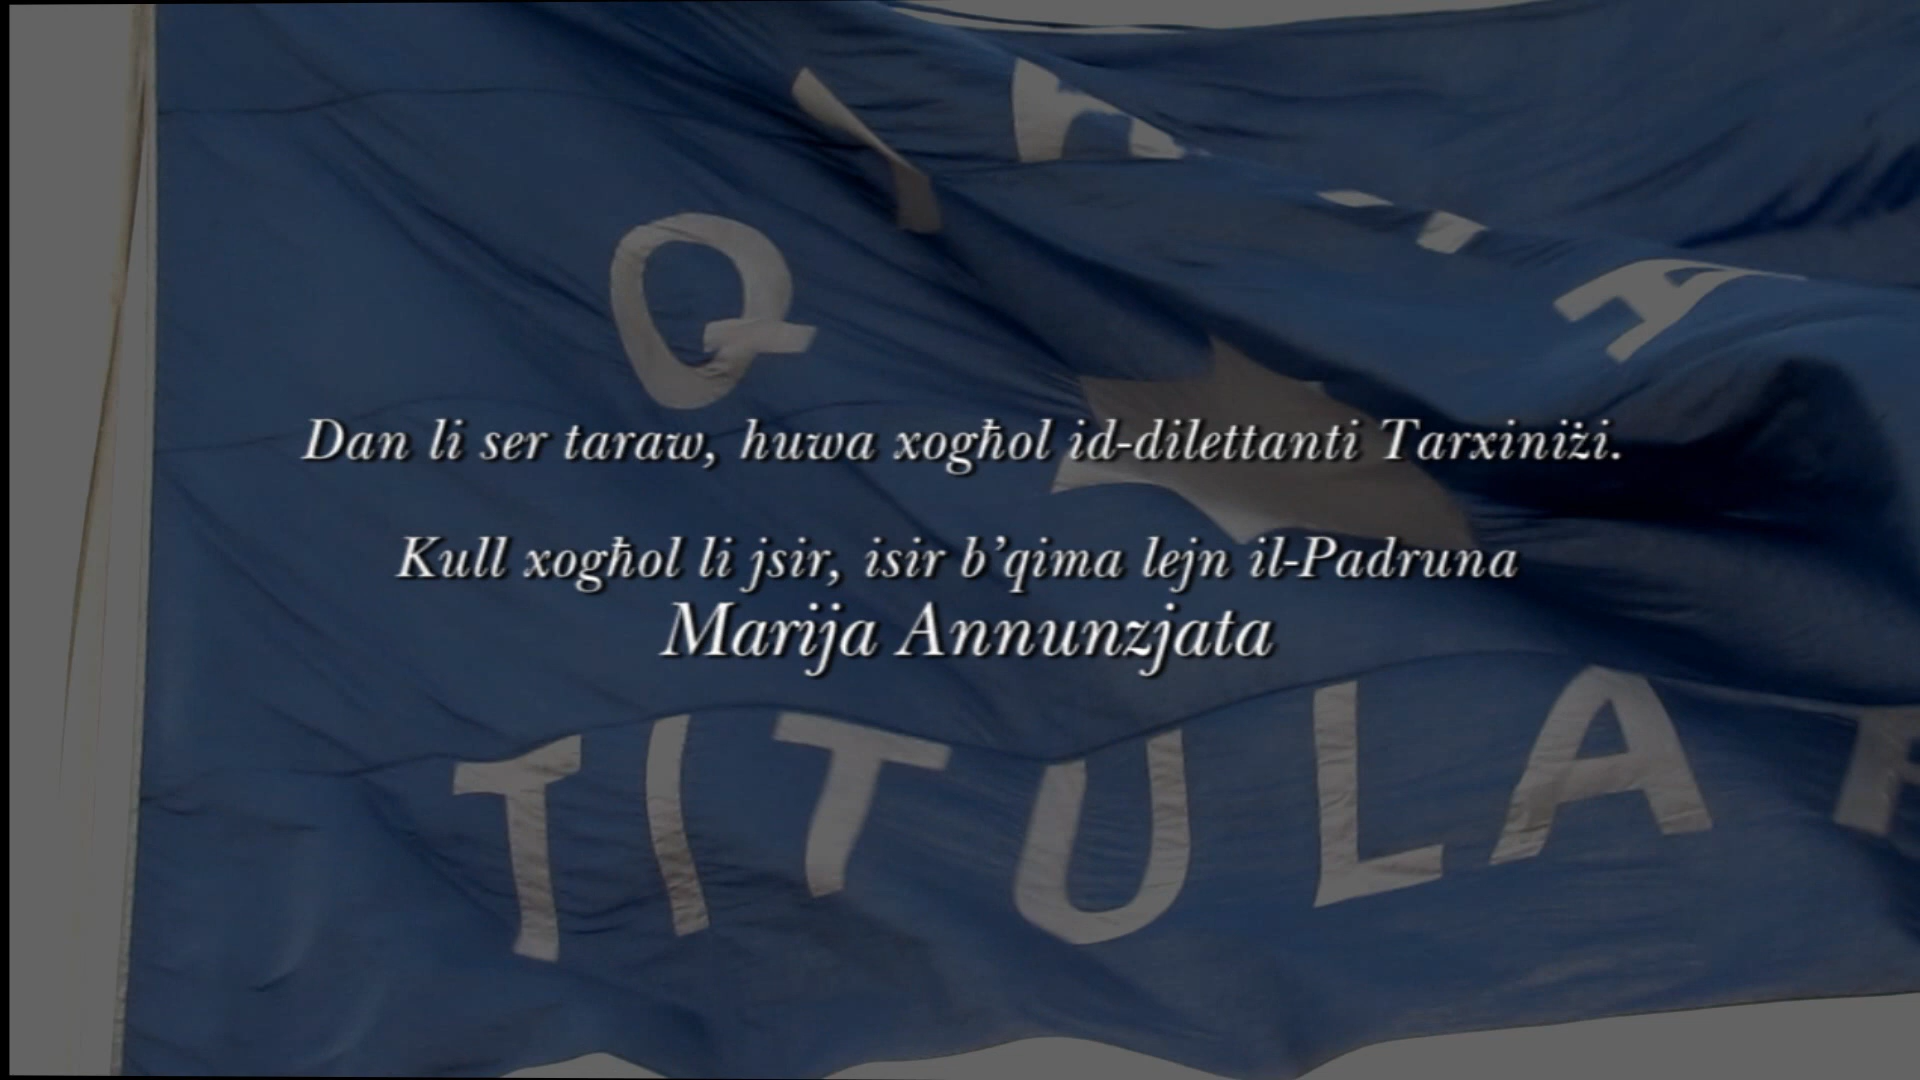 Dan li ser taraw, huwa xogħol id-dilettanti Tarxiniżi.
Kull xogħol li jsir, isir b'qima lejn il-Padruna
Marija Annunzjata
TITULAR